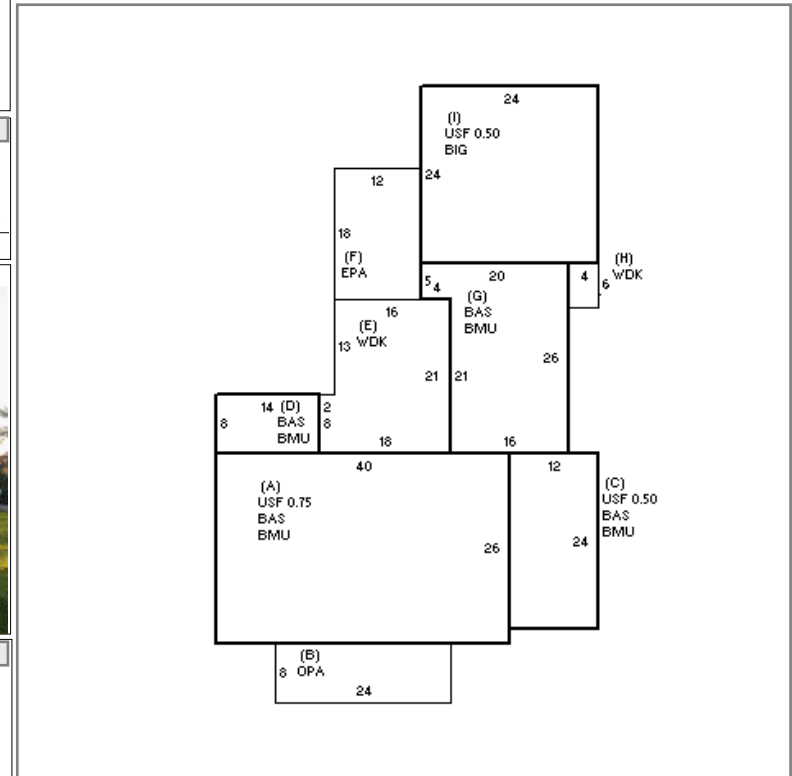 24
(I)
USF 0.50
BIG
24
12
18
(F)
EPA
(H)
WDK
4
6
5
4
20
(G)
BAS
BMU
16
(E)
WDK
13
21
21
26
14
(D)
BAS
BMU
8
2
8
18
16
40
12
(A)
USF 0.75
BAS
BMU
26
(C)
USF 0.50
BAS
BMU
24
(B)
OPA
8
24